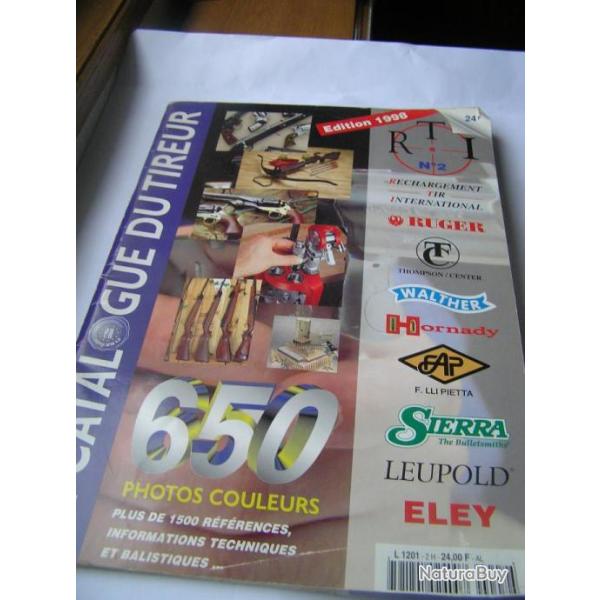 CATALOGUE DU TIREUR
Edition 1998
24
RTI
N°2
RECHARGEMENT
TIR
INTERNATIONAL
RUGER
TC
THOMPSON/CENTER
WALTHER
Hornady
FAP
F. LLI PIETTA
SIERRA
The Bulletsmiths®
LEUPOLD®
ELEY
650
PHOTOS COULEURS
PLUS DE 1500 RÉFÉRENCES,
INFORMATIONS TECHNIQUES
ET BALISTIQUES ...
L 1201 - 2 H - 24,00 F - AL
NaturaBuy